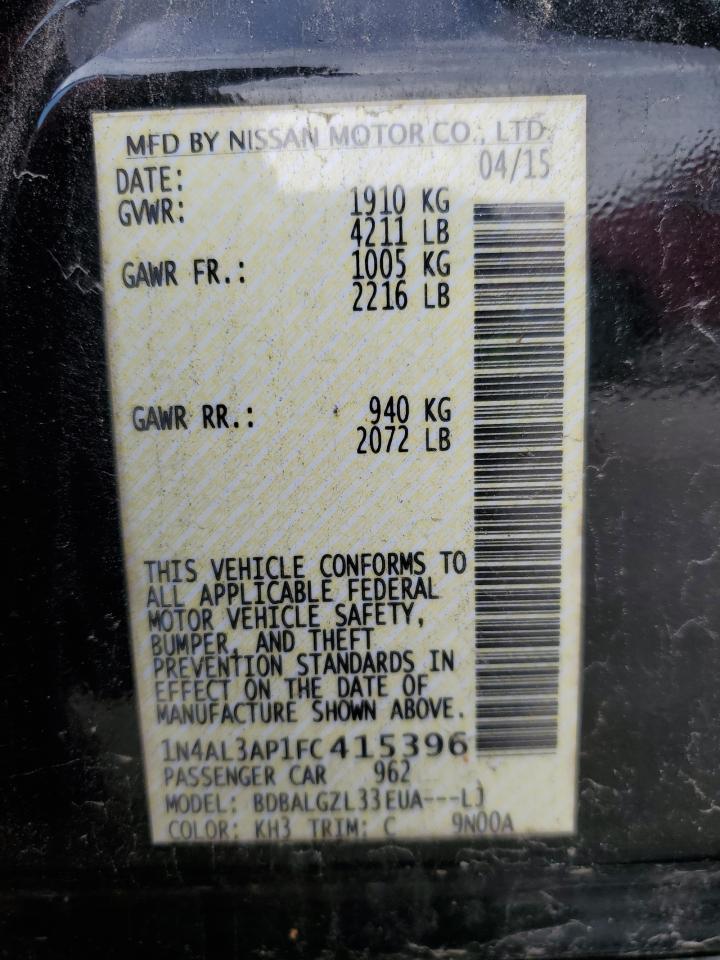 MFD BY NISSAN MOTOR CO., LTD.
DATE: 04/15
GVWR: 1910 KG
4211 LB
GAWR FR.: 1005 KG
2216 LB
GAWR RR.: 940 KG
2072 LB
THIS VEHICLE CONFORMS TO
ALL APPLICABLE FEDERAL
MOTOR VEHICLE SAFETY,
BUMPER, AND THEFT
PREVENTION STANDARDS IN
EFFECT ON THE DATE OF
MANUFACTURE SHOWN ABOVE.
1N4AL3AP1FC415396
PASSENGER CAR 962
MODEL: BDBALGZL33EUA---LJ
COLOR: KH3 TRIM: C 9N00A